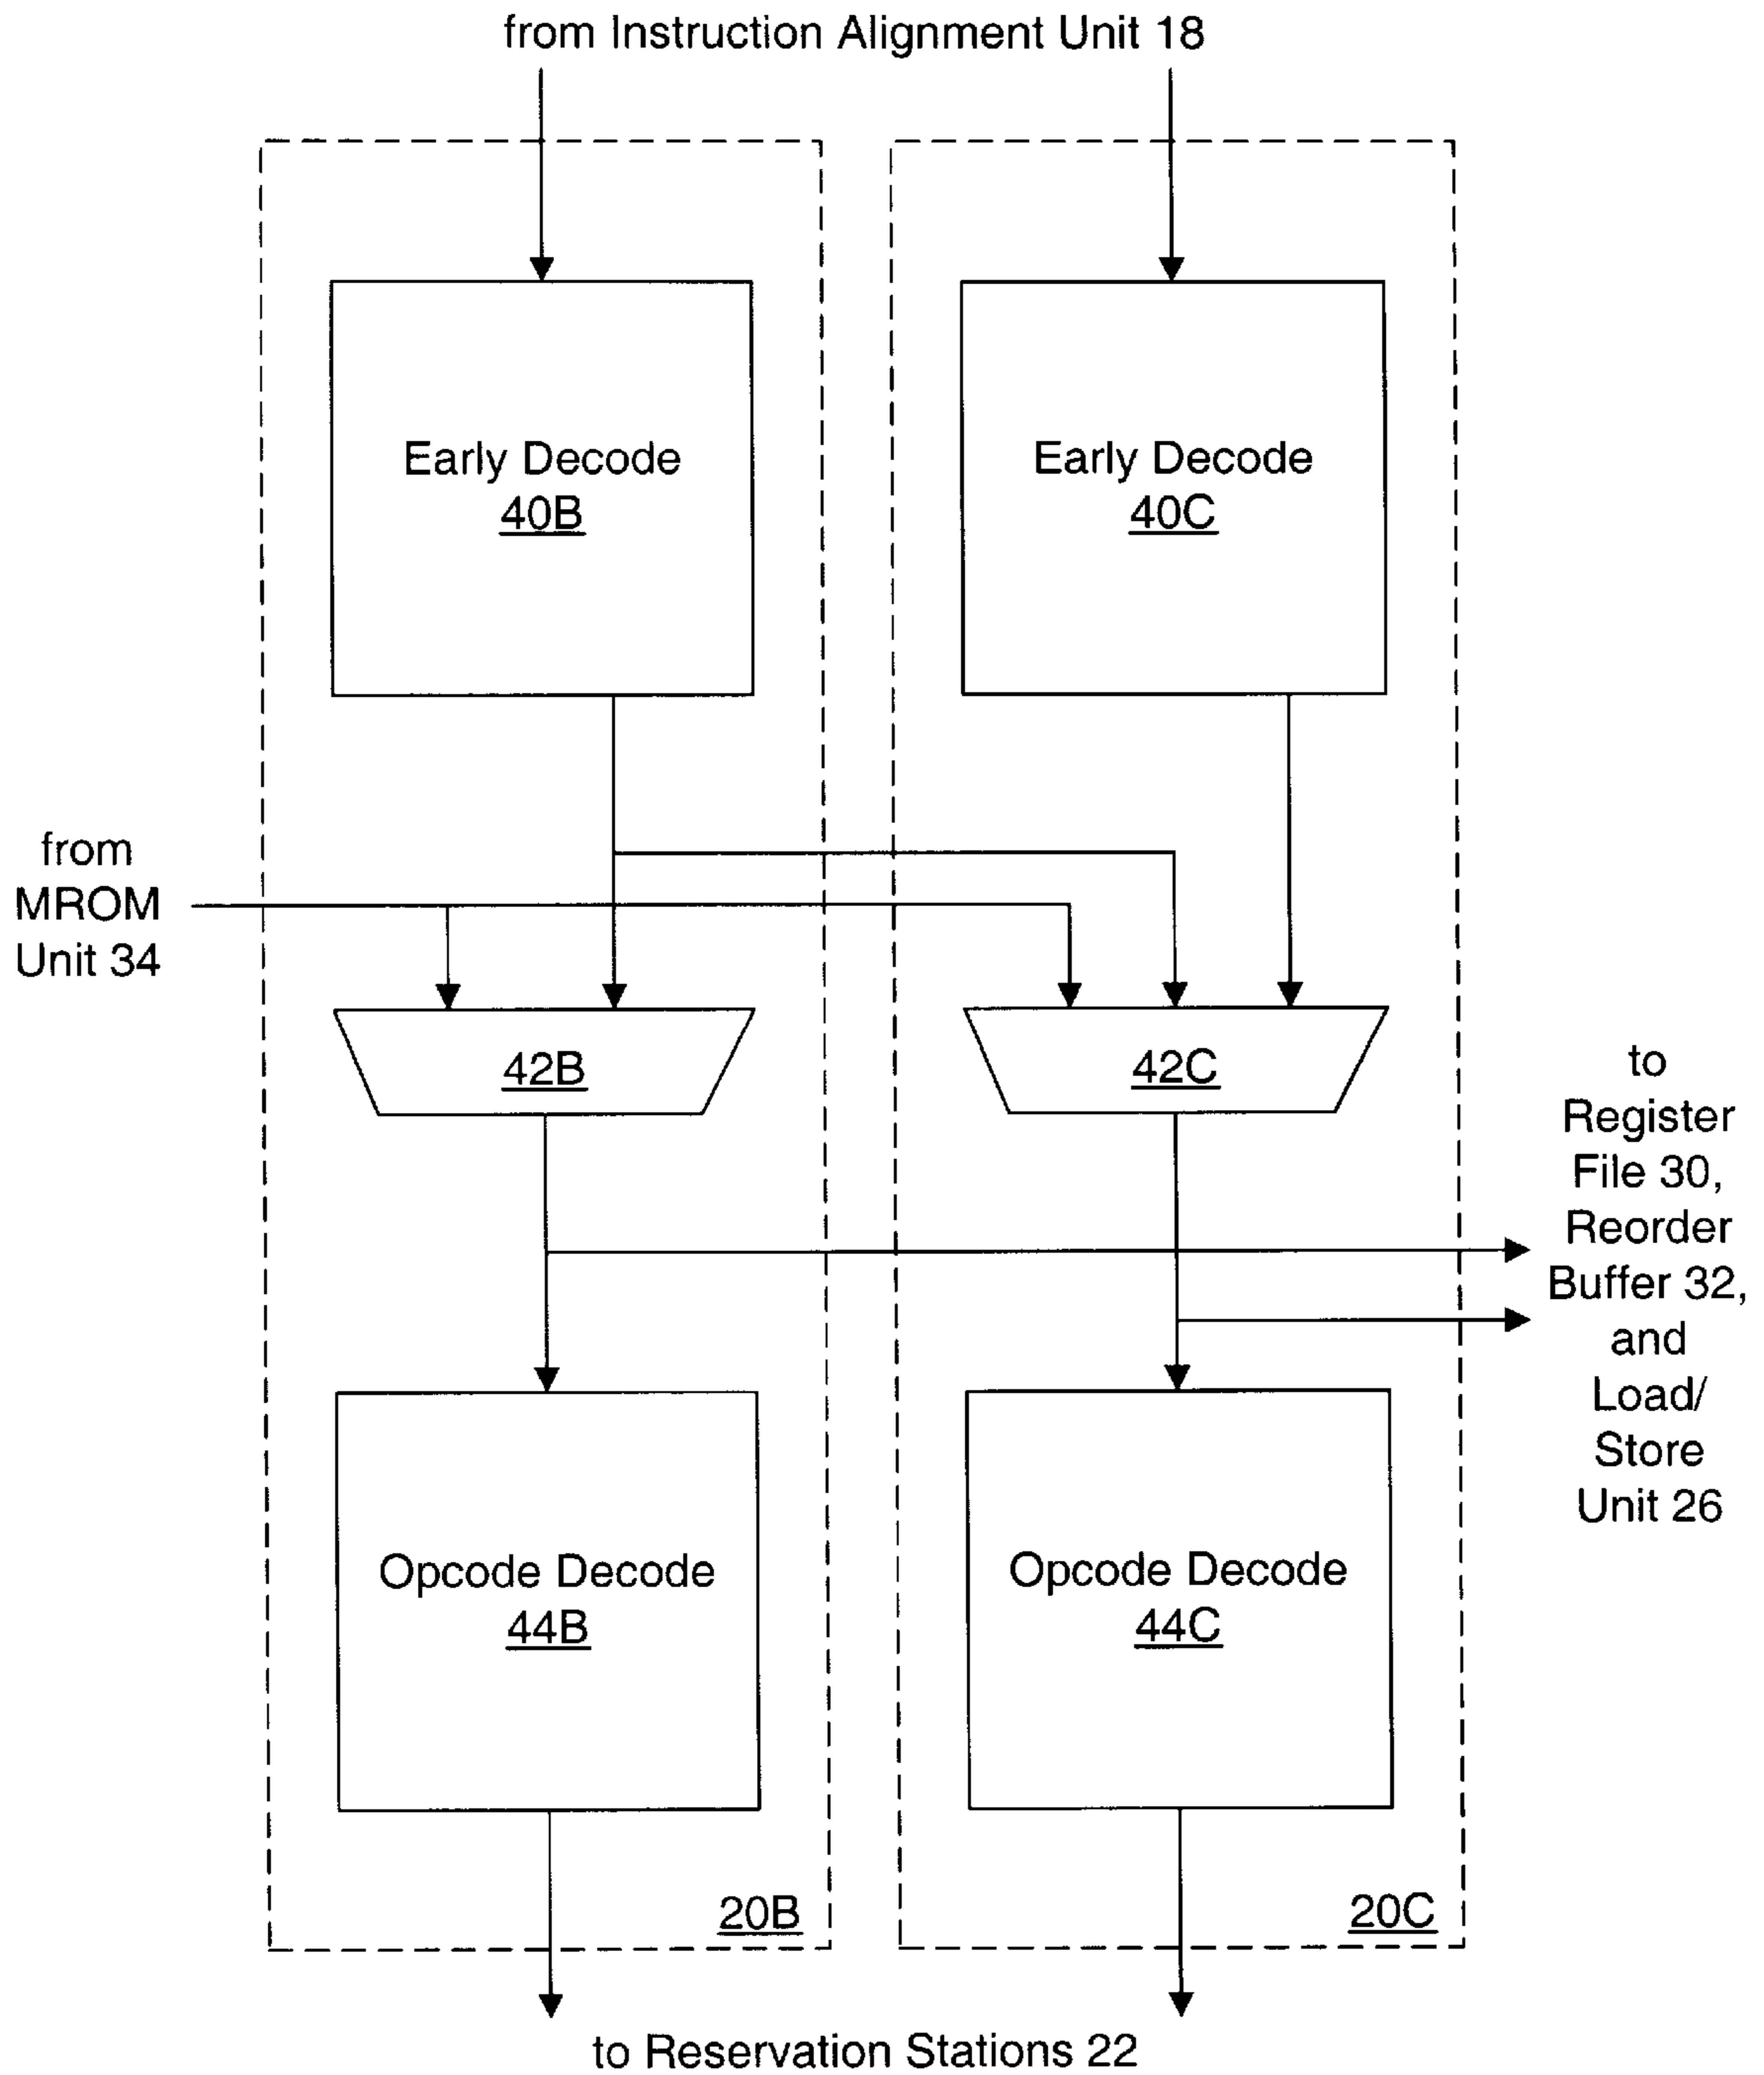 from Instruction Alignment Unit 18
Early Decode
40B
Early Decode
40C
from
MROM
Unit 34
42B
42C
to
Register
File 30,
Reorder
Buffer 32,
and
Load/
Store
Unit 26
Opcode Decode
44B
Opcode Decode
44C
20B
20C
to Reservation Stations 22